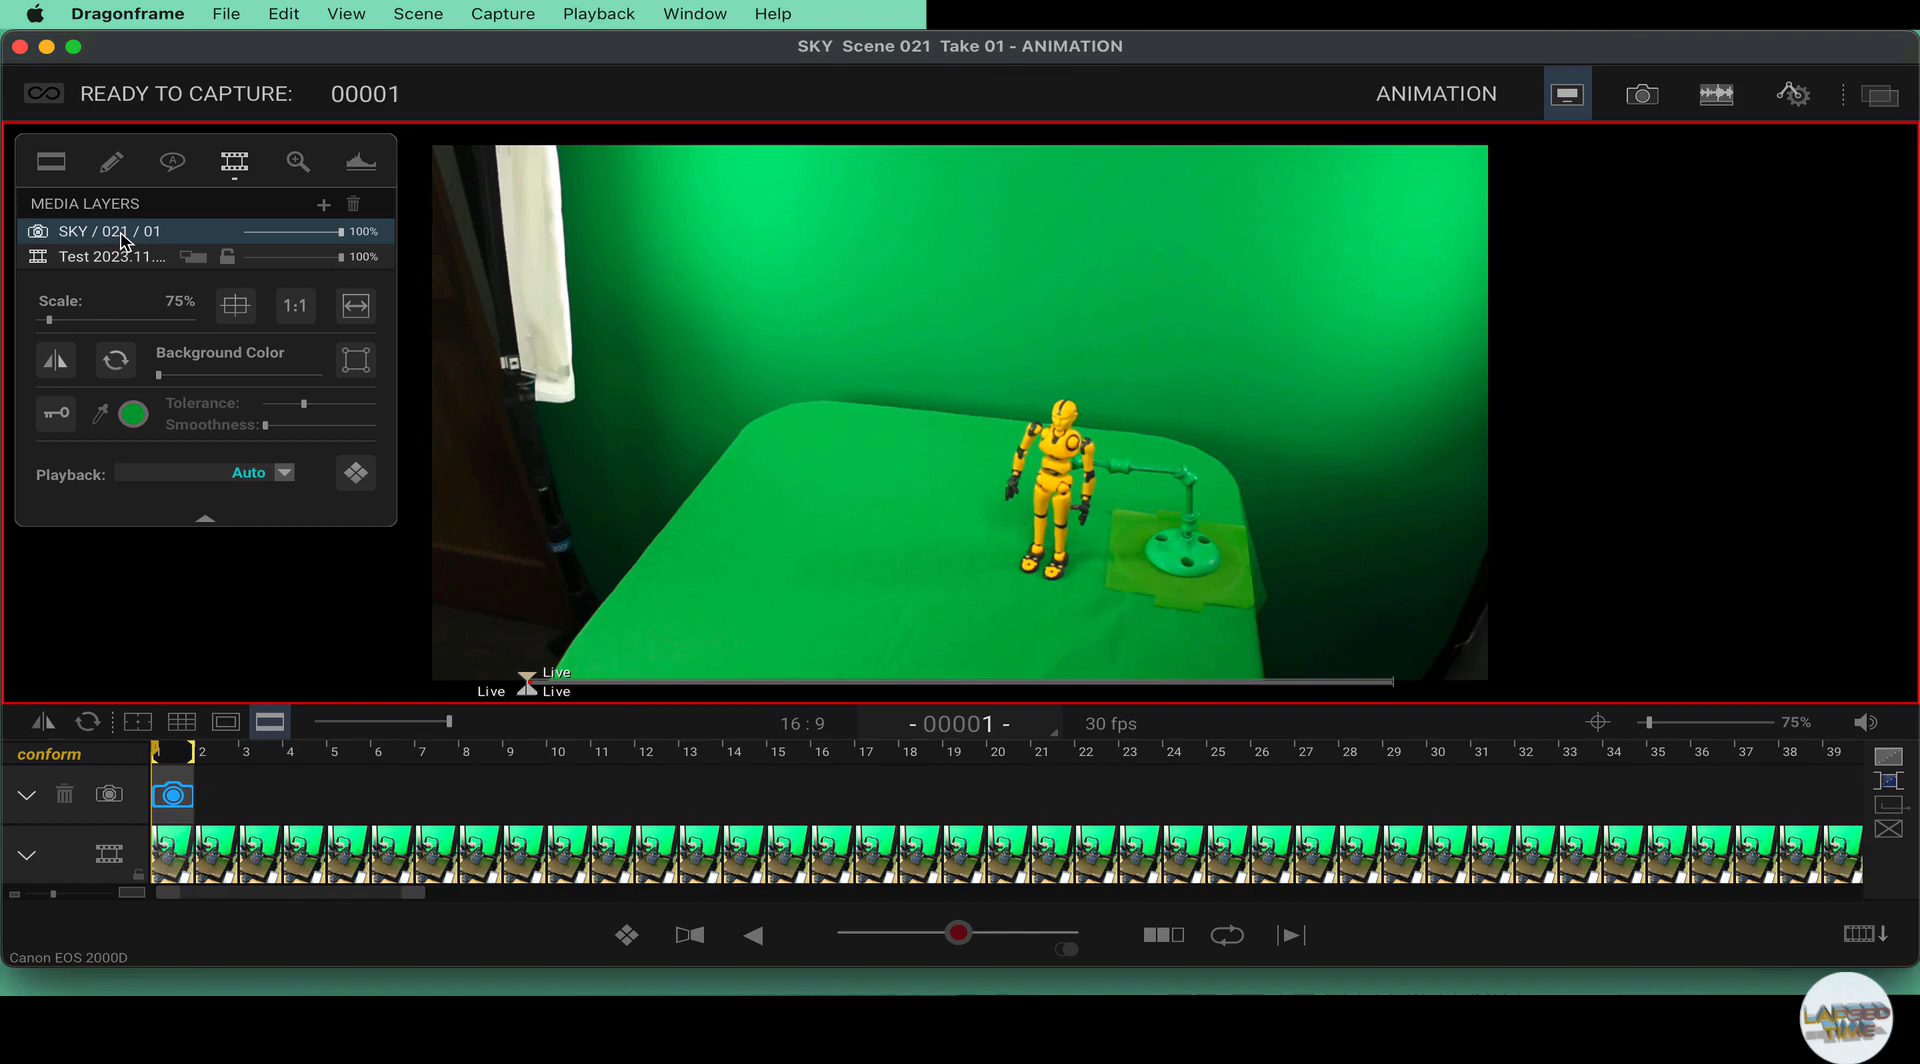 Dragonframe File Edit View Scene Capture Playback Window Help
SKY Scene 021 Take 01 - ANIMATION
READY TO CAPTURE: 00001
ANIMATION
A
MEDIA LAYERS
SKY / 021 / 01 100%
Test 2023.11.... 100%
Scale: 75% 1:1
Background Color
Tolerance:
Smoothness:
Playback: Auto
Live
Live Live
16 : 9 - 00001 - 30 fps 75%
conform 1 2 3 4 5 6 7 8 9 10 11 12 13 14 15 16 17 18 19 20 21 22 23 24 25 26 27 28 29 30 31 32 33 34 35 36 37 38 39
Canon EOS 2000D
LAPSED
TIME